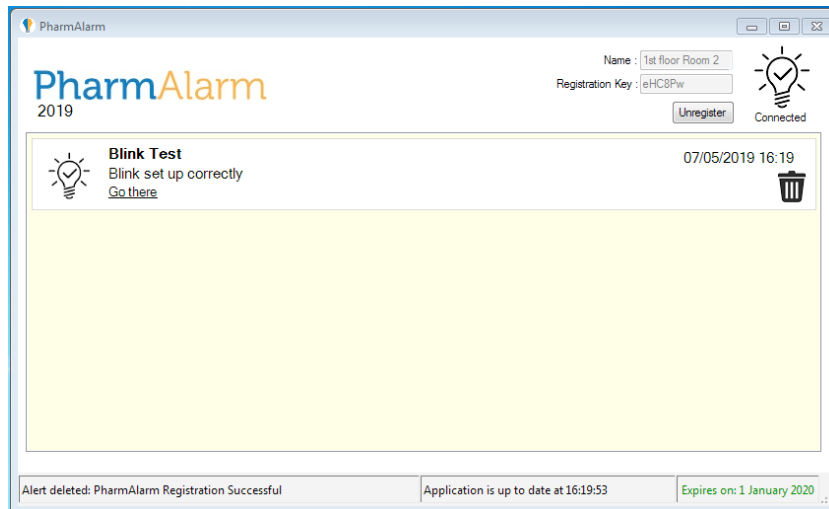 PharmAlarm
Name : 1st floor Room 2
PharmAlarm
2019
Registration Key : eHC8Pw
Unregister
Connected
Blink Test
07/05/2019 16:19
Blink set up correctly
Go there
Alert deleted: PharmAlarm Registration Successful
Application is up to date at 16:19:53
Expires on: 1 January 2020